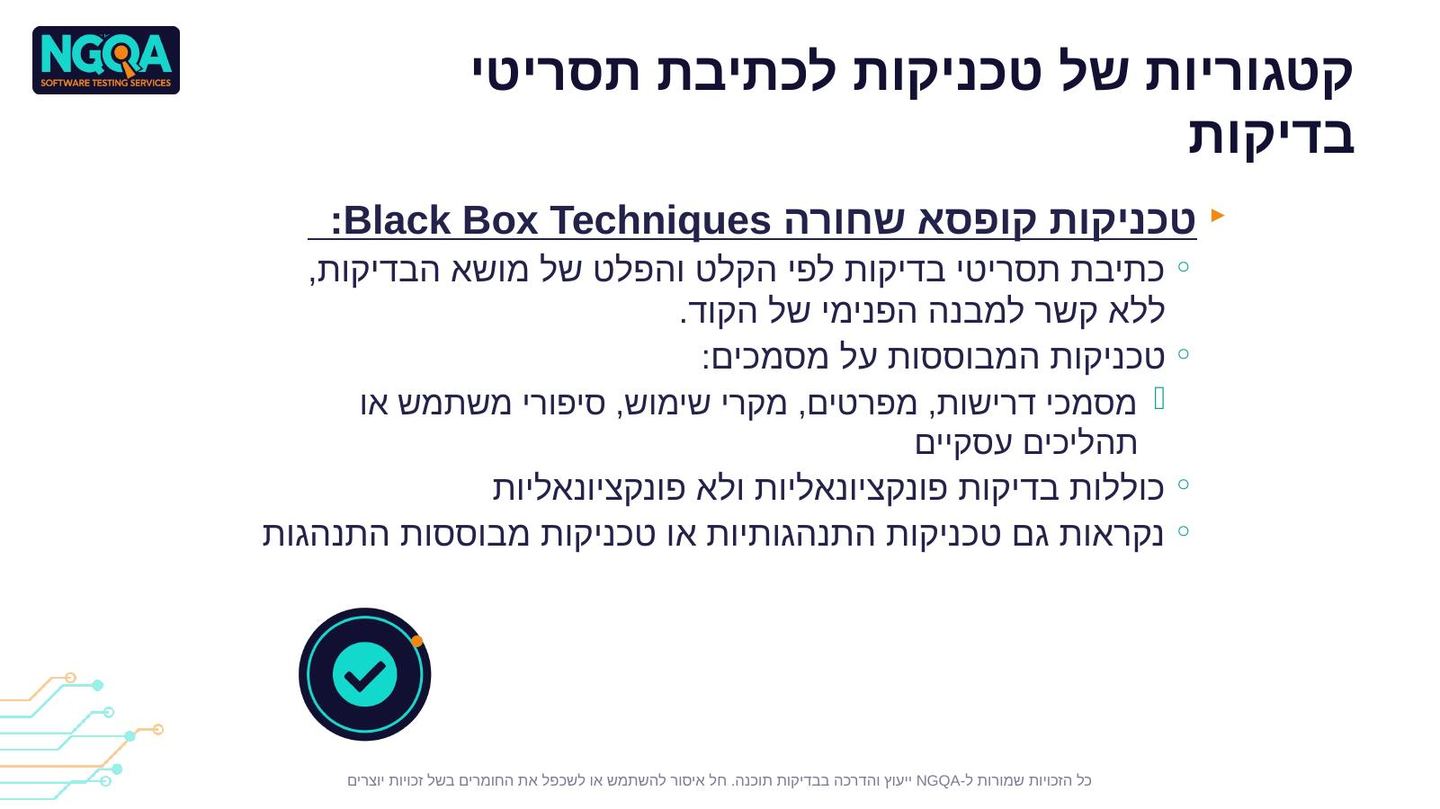 NGQA
SOFTWARE TESTING SERVICES
קטגוריות של טכניקות לכתיבת תסריטי
בדיקות
טכניקות קופסא שחורה Black Box Techniques:
כתיבת תסריטי בדיקות לפי הקלט והפלט של מושא הבדיקות,
ללא קשר למבנה הפנימי של הקוד.
טכניקות המבוססות על מסמכים:
מסמכי דרישות, מפרטים, מקרי שימוש, סיפורי משתמש או
תהליכים עסקיים
כוללות בדיקות פונקציונאליות ולא פונקציונאליות
נקראות גם טכניקות התנהגותיות או טכניקות מבוססות התנהגות
כל הזכויות שמורות ל-NGQA ייעוץ והדרכה בבדיקות תוכנה. חל איסור להשתמש או לשכפל את החומרים בשל זכויות יוצרים